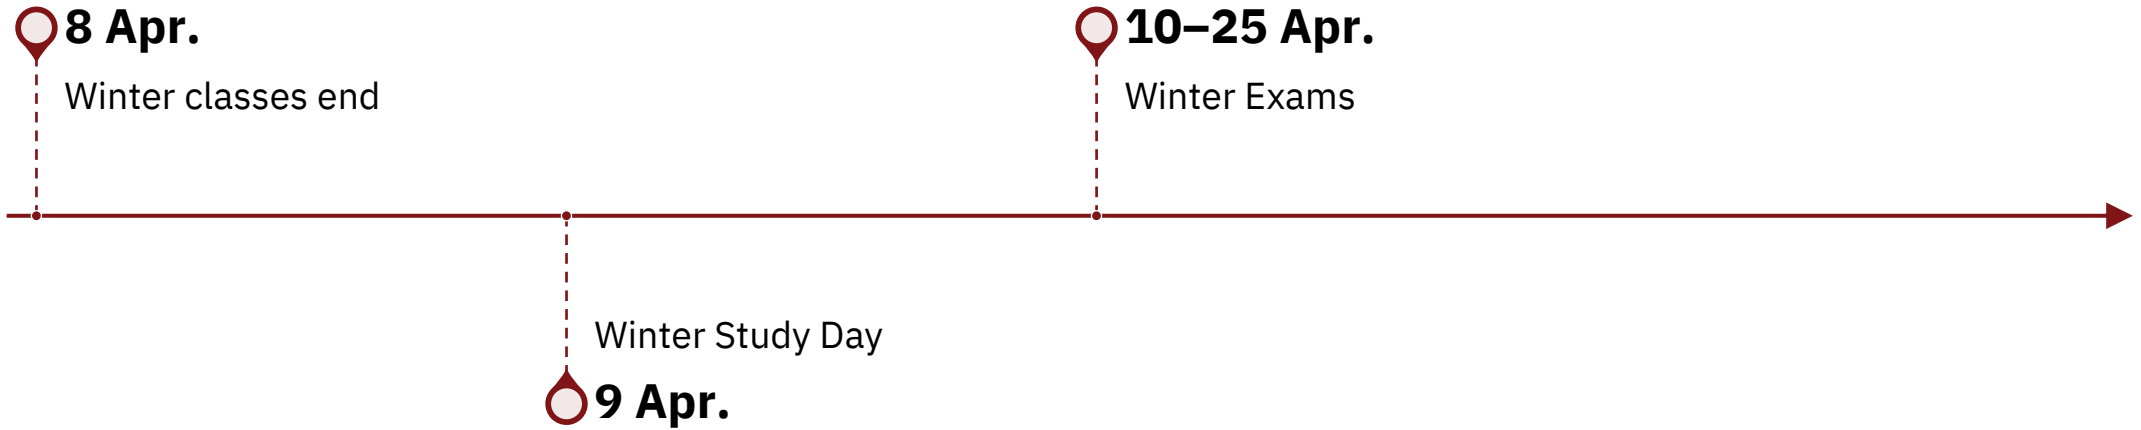 8 Apr.
Winter classes end
Winter Study Day
9 Apr.
10–25 Apr.
Winter Exams